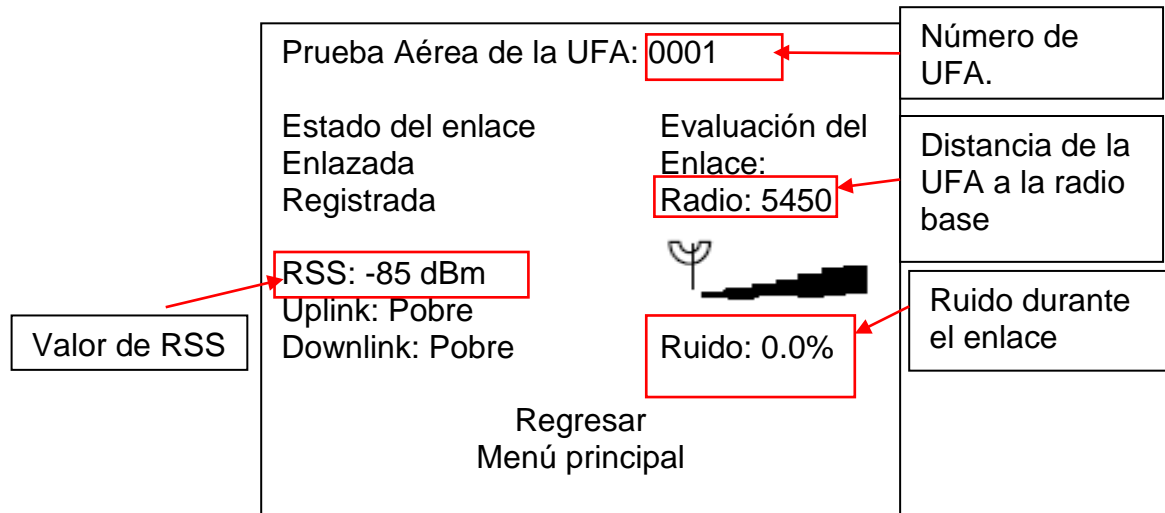 Prueba Aérea de la UFA: 0001
Número de
UFA.
Estado del enlace
Enlazada
Registrada
Evaluación del
Enlace:
Radio: 5450
Distancia de la
UFA a la radio
base
RSS: -85 dBm
Uplink: Pobre
Downlink: Pobre
Valor de RSS
Ruido: 0.0%
Ruido durante
el enlace
Regresar
Menú principal